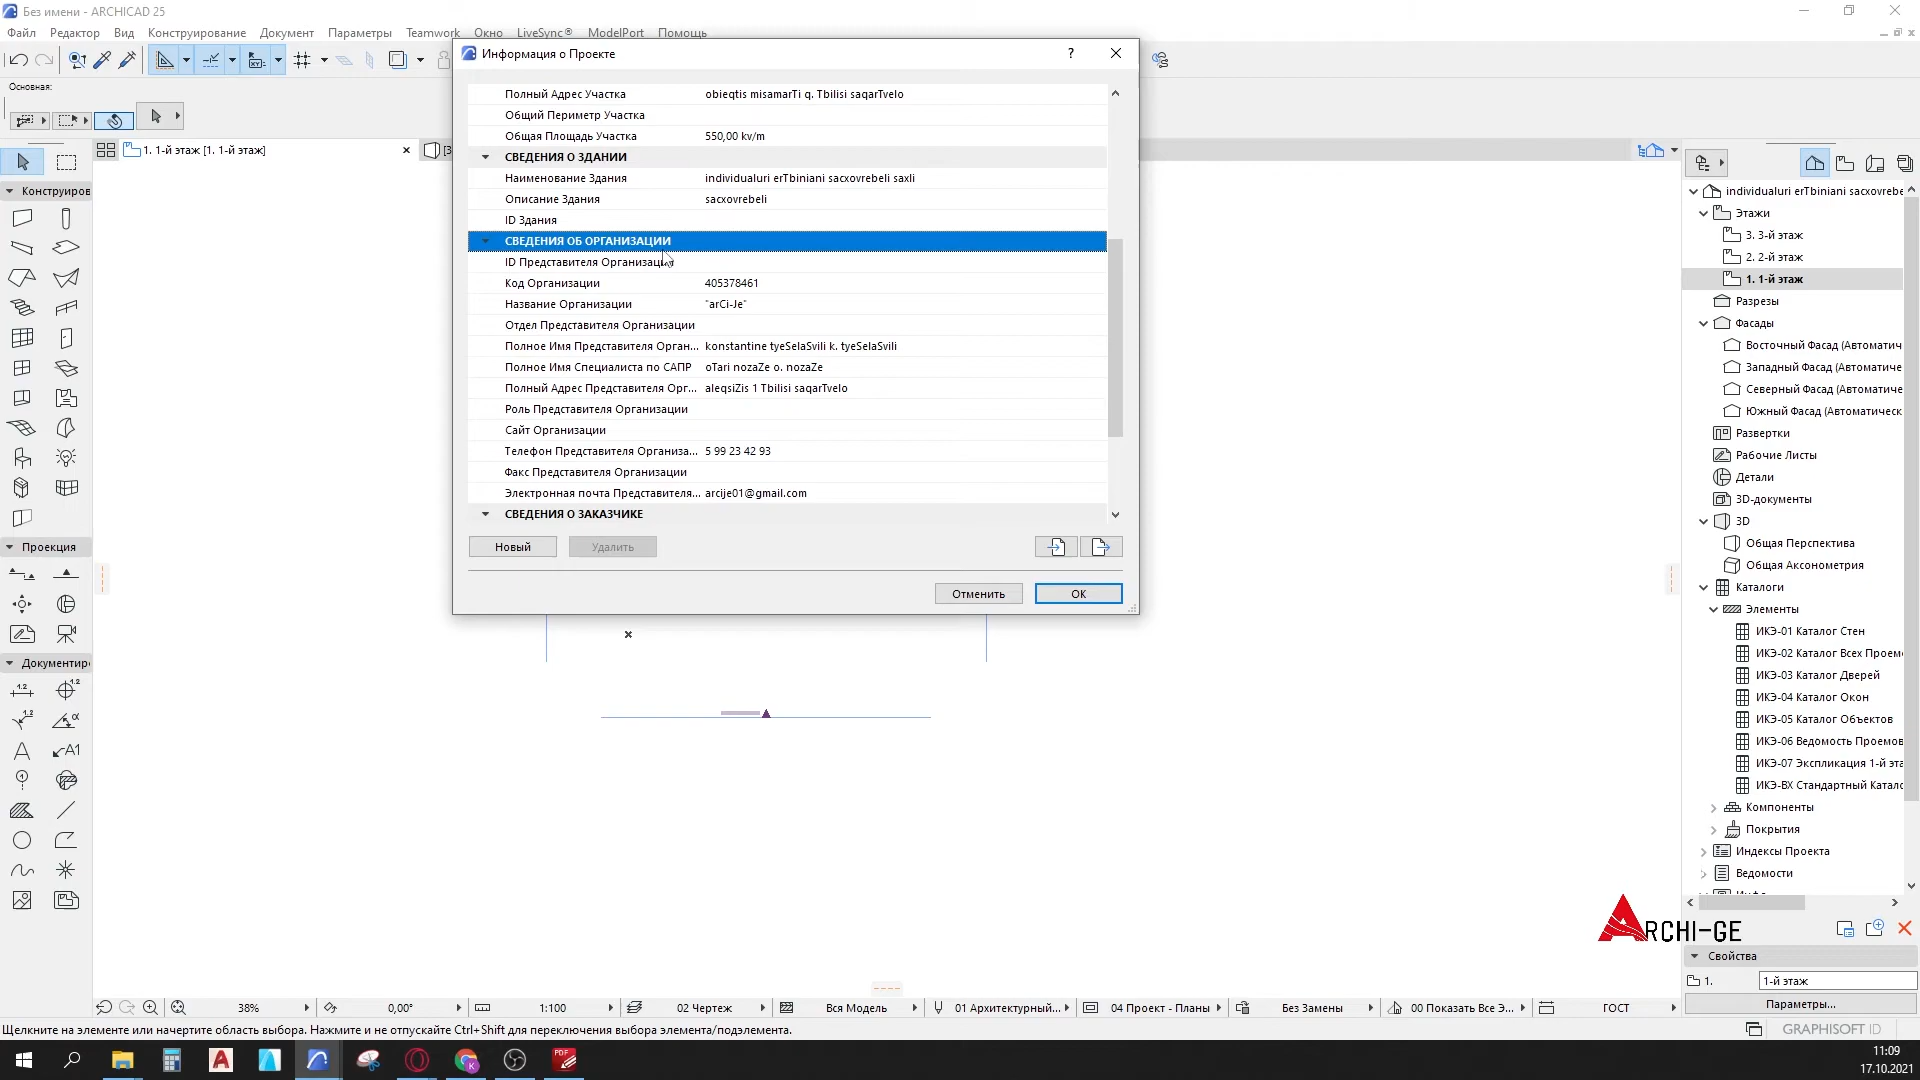 Без имени - ARCHICAD 25
Файл Редактор Вид Конструирование Документ Параметры Teamwork Окно LiveSync® ModelPort Помощь
Основная:
1. 1-й этаж [1. 1-й этаж]
[3
Информация о Проекте
Полный Адрес Участка obieqtis misamarTi q. Tbilisi saqarTvelo
Общий Периметр Участка
Общая Площадь Участка 550,00 kv/m
СВЕДЕНИЯ О ЗДАНИИ
Наименование Здания individualuri erTbiniani sacxovrebeli saxli
Описание Здания sacxovrebeli
ID Здания
СВЕДЕНИЯ ОБ ОРГАНИЗАЦИИ
ID Представителя Организации
Код Организации 405378461
Название Организации "arCi-Je"
Отдел Представителя Организации
Полное Имя Представителя Орган... konstantine tyeSelaSvili k. tyeSelaSvili
Полное Имя Специалиста по САПР oTari nozaZe o. nozaZe
Полный Адрес Представителя Орг... aleqsiZis 1 Tbilisi saqarTvelo
Роль Представителя Организации
Сайт Организации
Телефон Представителя Организа... 5 99 23 42 93
Факс Представителя Организации
Электронная почта Представителя... arcije01@gmail.com
СВЕДЕНИЯ О ЗАКАЗЧИКЕ
Новый Удалить
Отменить ОК
Конструиров
Проекция
Документир
individualuri erTbiniani sacxovrebe
Этажи
3. 3-й этаж
2. 2-й этаж
1. 1-й этаж
Разрезы
Фасады
Восточный Фасад (Автоматич
Западный Фасад (Автоматиче
Северный Фасад (Автоматиче
Южный Фасад (Автоматическ
Развертки
Рабочие Листы
Детали
3D-документы
3D
Общая Перспектива
Общая Аксонометрия
Каталоги
Элементы
ИКЭ-01 Каталог Стен
ИКЭ-02 Каталог Всех Проем
ИКЭ-03 Каталог Дверей
ИКЭ-04 Каталог Окон
ИКЭ-05 Каталог Объектов
ИКЭ-06 Ведомость Проемов
ИКЭ-07 Экспликация 1-й эта
ИКЭ-ВХ Стандартный Катало
Компоненты
Покрытия
Индексы Проекта
Ведомости
ARCHI-GE
Свойства
1. 1-й этаж
Параметры...
38% 0,00° 1:100 02 Чертеж Вся Модель 01 Архитектурный... 04 Проект - Планы Без Замены 00 Показать Все Э... ГОСТ
Щелкните на элементе или начертите область выбора. Нажмите и не отпускайте Ctrl+Shift для переключения выбора элемента/подэлемента.
GRAPHISOFT ID
11:09
17.10.2021